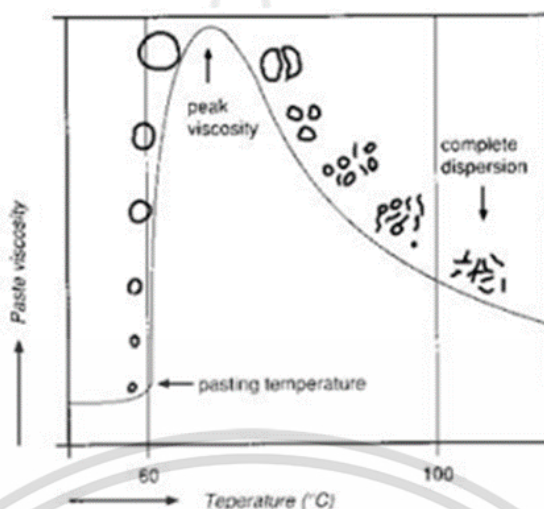 peak
viscosity
complete
dispersion
Paste viscosity
pasting temperature
60
100
Teperature (°C)